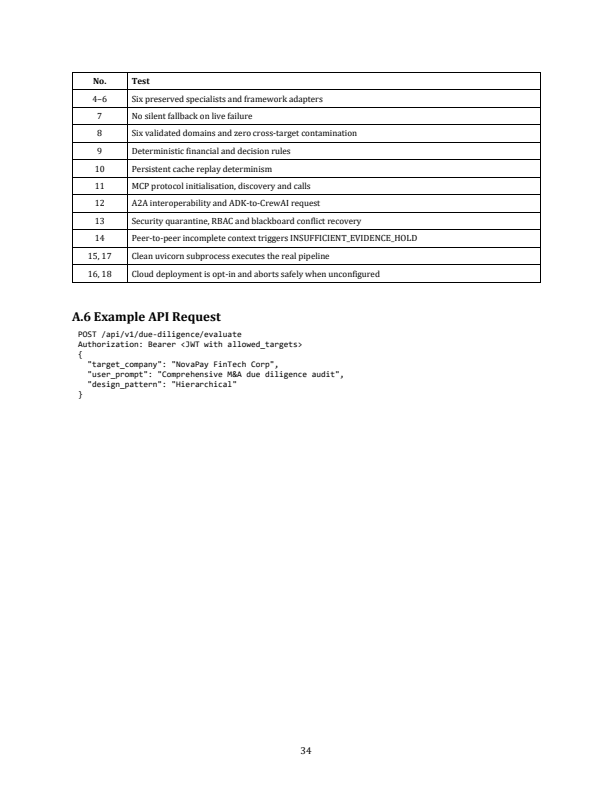 No. Test
4–6 Six preserved specialists and framework adapters
7 No silent fallback on live failure
8 Six validated domains and zero cross-target contamination
9 Deterministic financial and decision rules
10 Persistent cache replay determinism
11 MCP protocol initialisation, discovery and calls
12 A2A interoperability and ADK-to-CrewAI request
13 Security quarantine, RBAC and blackboard conflict recovery
14 Peer-to-peer incomplete context triggers INSUFFICIENT_EVIDENCE_HOLD
15, 17 Clean uvicorn subprocess executes the real pipeline
16, 18 Cloud deployment is opt-in and aborts safely when unconfigured
A.6 Example API Request
POST /api/v1/due-diligence/evaluate
Authorization: Bearer <JWT with allowed_targets>
{
  "target_company": "NovaPay FinTech Corp",
  "user_prompt": "Comprehensive M&A due diligence audit",
  "design_pattern": "Hierarchical"
}
34